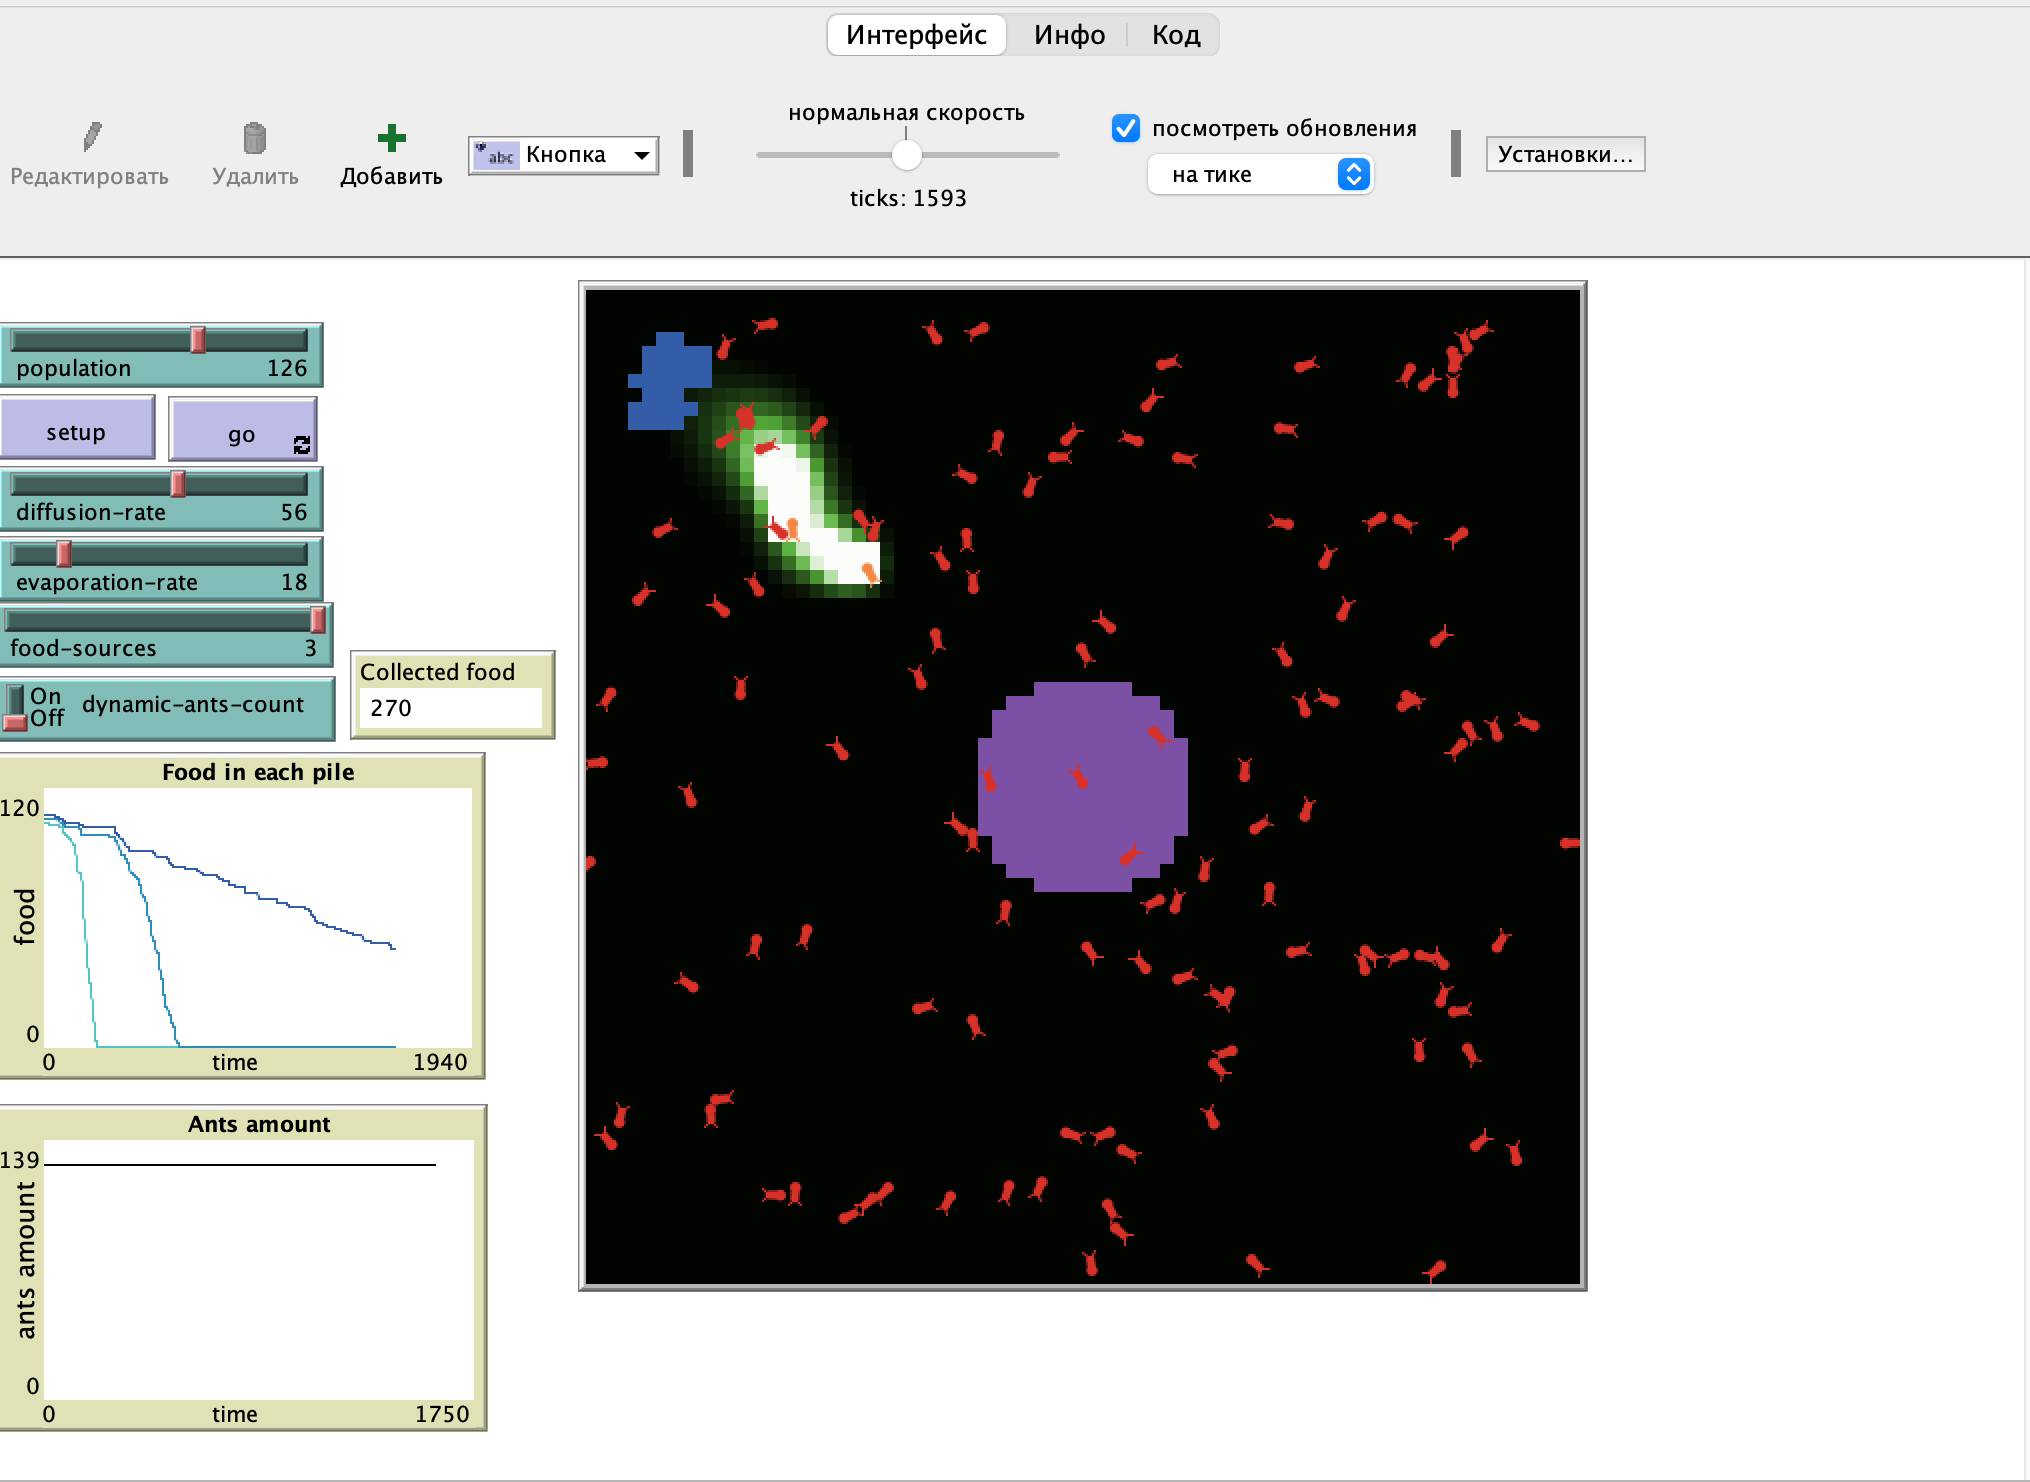 Интерфейс
Инфо
Код
Редактировать
Удалить
Добавить
abc
Кнопка
нормальная скорость
ticks: 1593
посмотреть обновления
на тике
Установки...
population
126
setup
go
diffusion-rate
56
evaporation-rate
18
food-sources
3
On
Off
dynamic-ants-count
Collected food
270
Food in each pile
120
food
0
0
time
1940
Ants amount
139
ants amount
0
0
time
1750